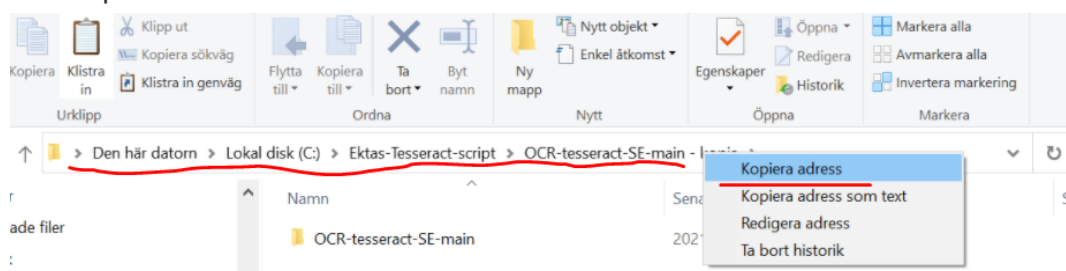 Klipp ut
Kopiera sökväg
Klistra in genväg
Kopiera
Klistra
in
Urklipp
Flytta
till
Kopiera
till
Ta
bort
Byt
namn
Ordna
Ny
mapp
Nytt objekt
Enkel åtkomst
Nytt
Egenskaper
Öppna
Redigera
Historik
Öppna
Markera alla
Avmarkera alla
Invertera markering
Markera
Den här datorn > Lokal disk (C:) > Ektas-Tesseract-script > OCR-tesseract-SE-main -
Kopiera adress
Kopiera adress som text
Redigera adress
Ta bort historik
Namn
Sena
ade filer
OCR-tesseract-SE-main
202